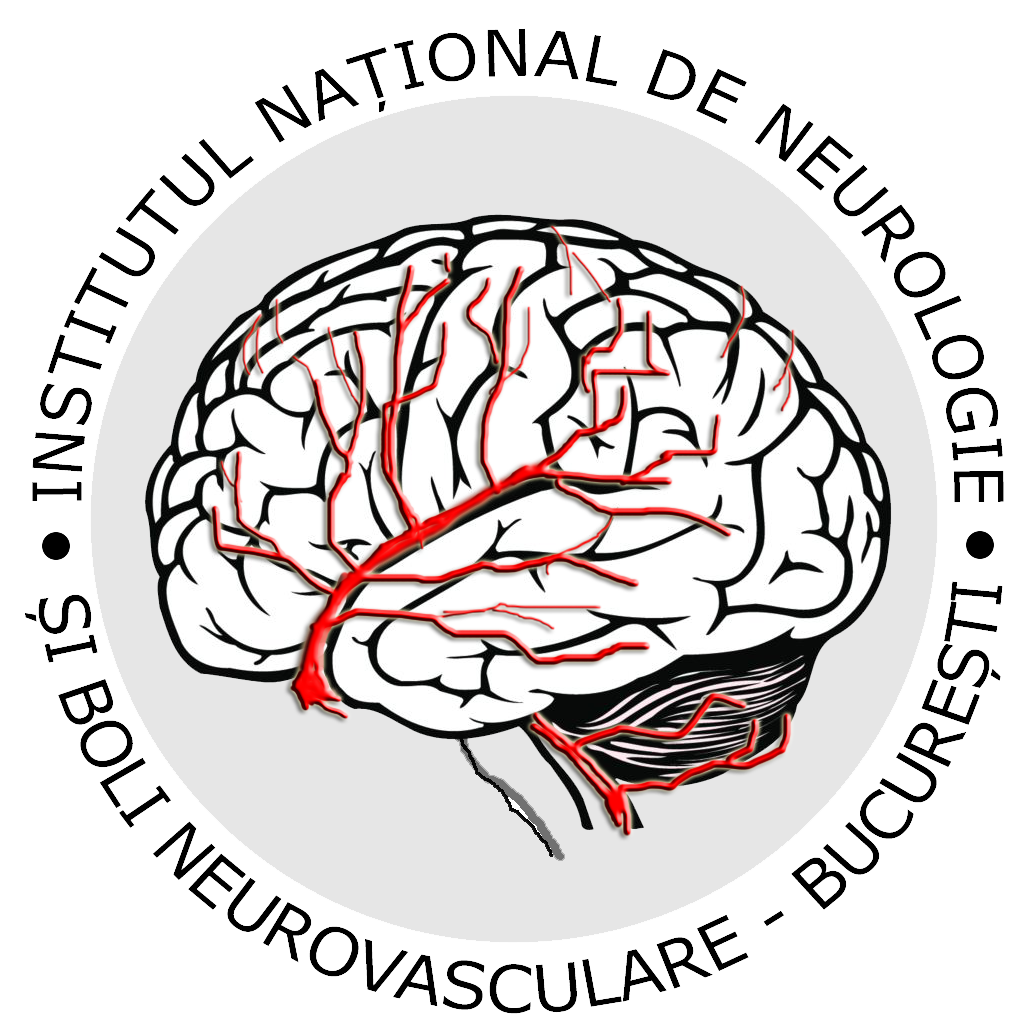 INSTITUTUL NAȚIONAL DE NEUROLOGIE
ȘI BOLI NEUROVASCULARE - BUCUREȘTI